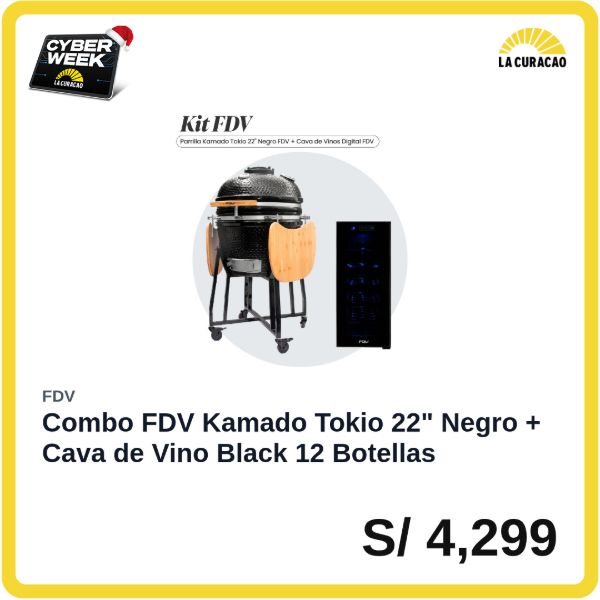 CYBER
WEEK
LA CURACAO
LA CURACAO
Kit FDV
Parrilla Kamado Tokio 22" Negro FDV + Cava de Vinos Digital FDV
FDV
FDV
Combo FDV Kamado Tokio 22" Negro +
Cava de Vino Black 12 Botellas
S/ 4,299